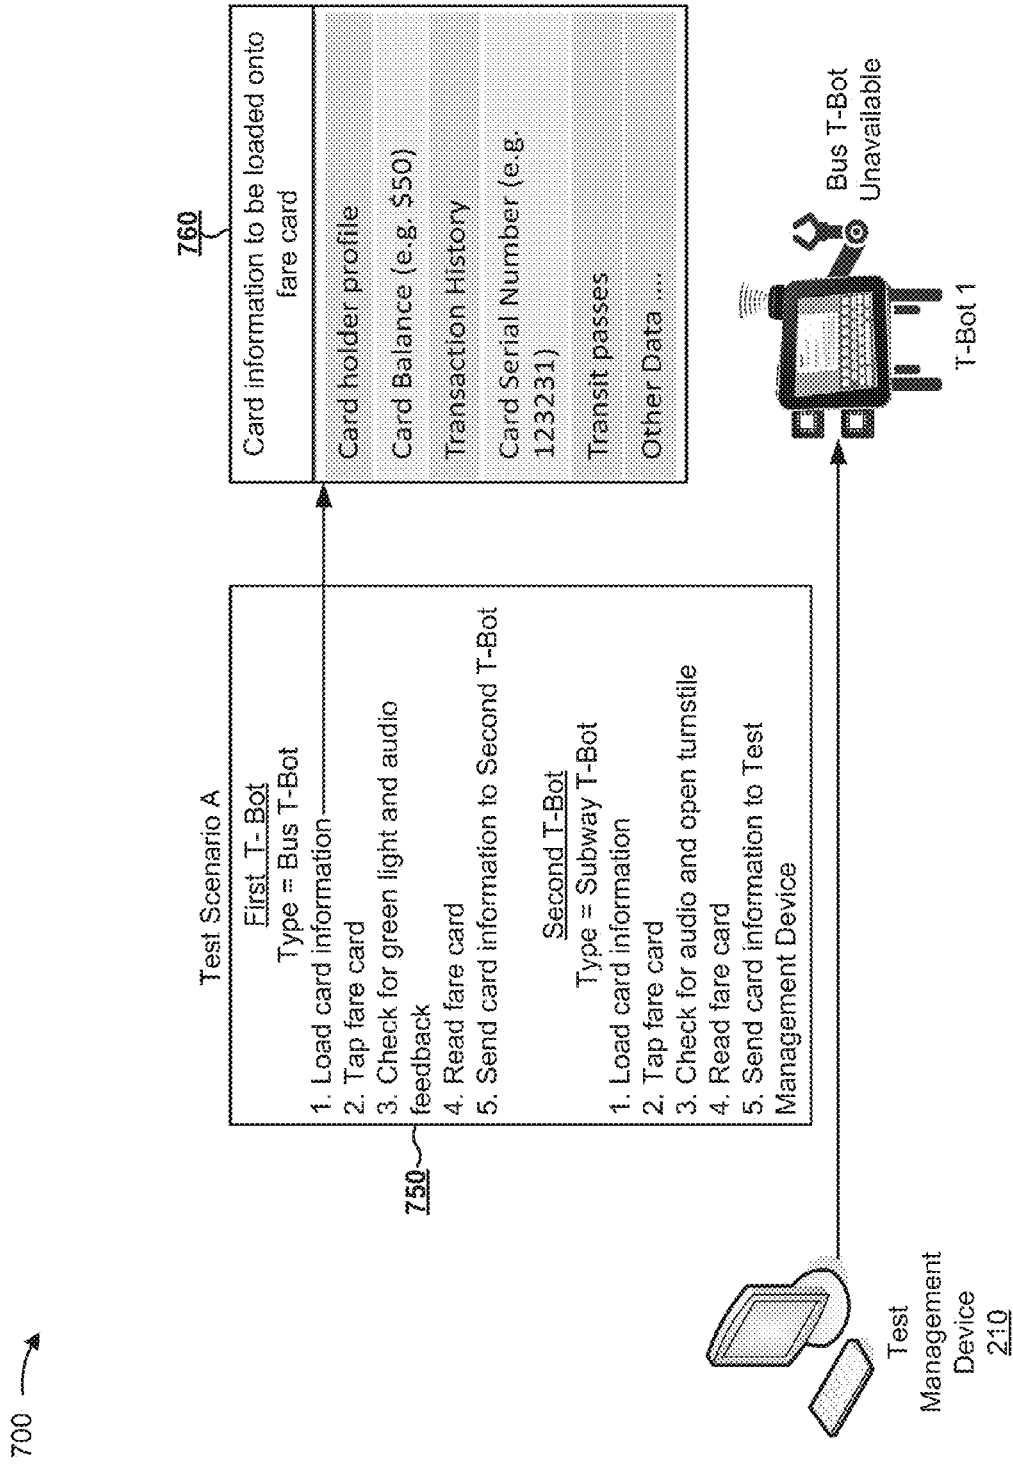 700
Test Scenario A
750
First T- Bot
Type = Bus T-Bot
1. Load card information
2. Tap fare card
3. Check for green light and audio
feedback
4. Read fare card
5. Send card information to Second T-Bot
Second T-Bot
Type = Subway T-Bot
1. Load card information
2. Tap fare card
3. Check for audio and open turnstile
4. Read fare card
5. Send card information to Test
Management Device
760
Card information to be loaded onto
fare card
Card holder profile
Card Balance (e.g. $50)
Transaction History
Card Serial Number (e.g.
123231)
Transit passes
Other Data ....
Test
Management
Device
210
Bus T-Bot
Unavailable
T-Bot 1